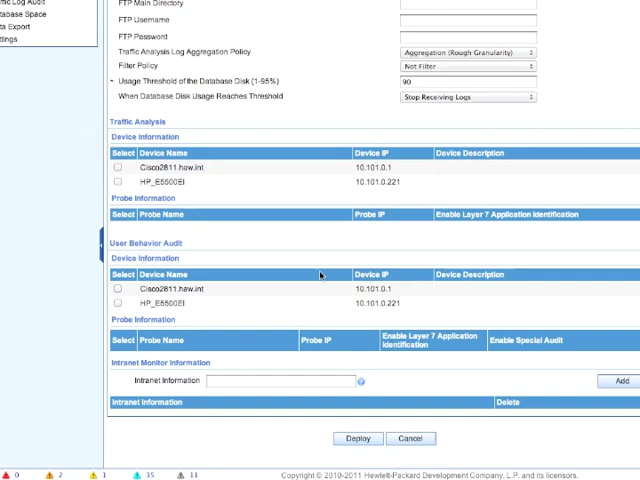 ffic Log Audit
tabase Space
ta Export
ttings
FTP Main Directory
FTP Username
FTP Password
Traffic Analysis Log Aggregation Policy Aggregation (Rough Granularity)
Filter Policy Not Filter
* Usage Threshold of the Database Disk (1-95%) 90
When Database Disk Usage Reaches Threshold Stop Receiving Logs
Traffic Analysis
Device Information
Select Device Name Device IP Device Description
Cisco2811.haw.int 10.101.0.1
HP_E5500EI 10.101.0.221
Probe Information
Select Probe Name Probe IP Enable Layer 7 Application Identification
User Behavior Audit
Device Information
Select Device Name Device IP Device Description
Cisco2811.haw.int 10.101.0.1
HP_E5500EI 10.101.0.221
Probe Information
Select Probe Name Probe IP Enable Layer 7 Application Identification Enable Special Audit
Intranet Monitor Information
Intranet Information Add
Intranet Information Delete
Deploy Cancel
0 2 1 35 11 Copyright © 2010-2011 Hewlett-Packard Development Company, L.P. and its licensors.